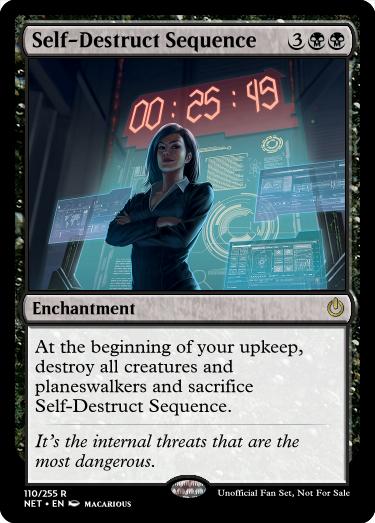 Self-Destruct Sequence 3
00:25:49
Enchantment
At the beginning of your upkeep,
destroy all creatures and
planeswalkers and sacrifice
Self-Destruct Sequence.
It's the internal threats that are the
most dangerous.
110/255 R
NET • EN MACARIOUS
Unofficial Fan Set, Not For Sale